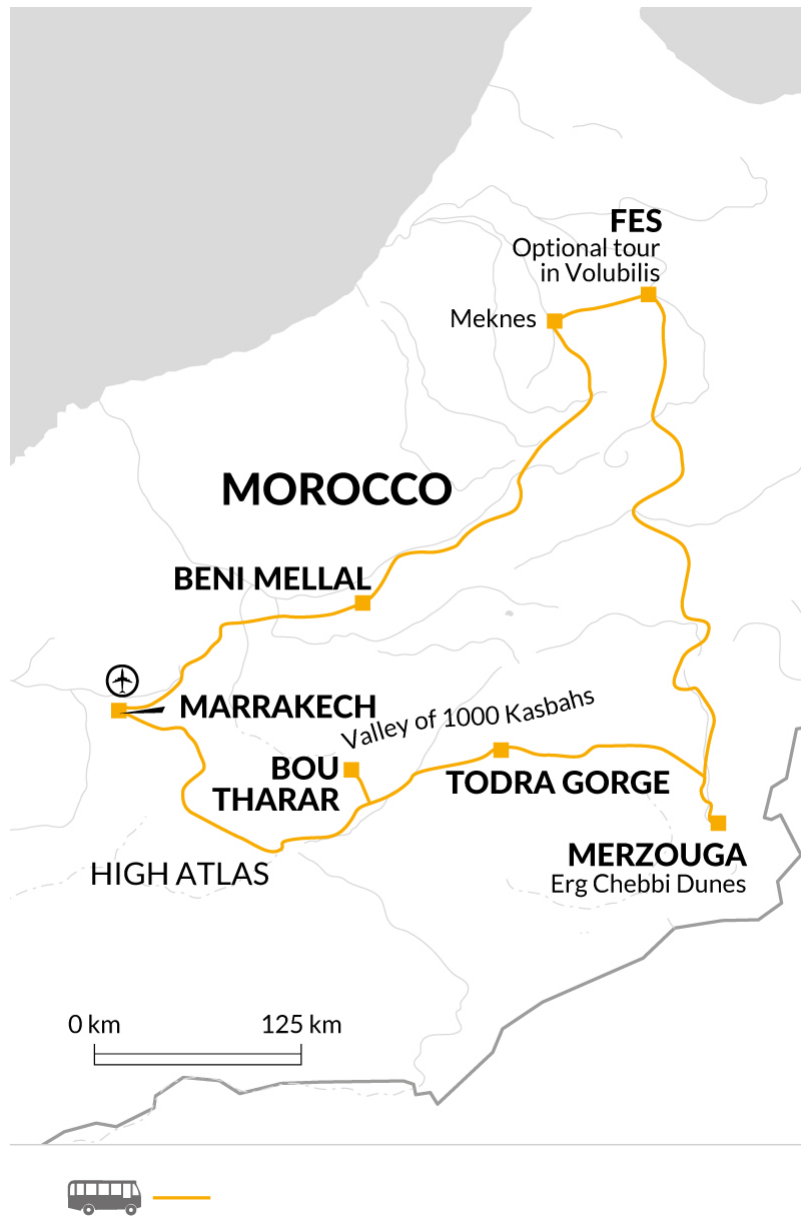 FES
Optional tour
in Volubilis
Meknes
MOROCCO
BENI MELLAL
MARRAKECH
Valley of 1000 Kasbahs
BOU
THARAR
TODRA GORGE
MERZOUGA
Erg Chebbi Dunes
HIGH ATLAS
0 km
125 km